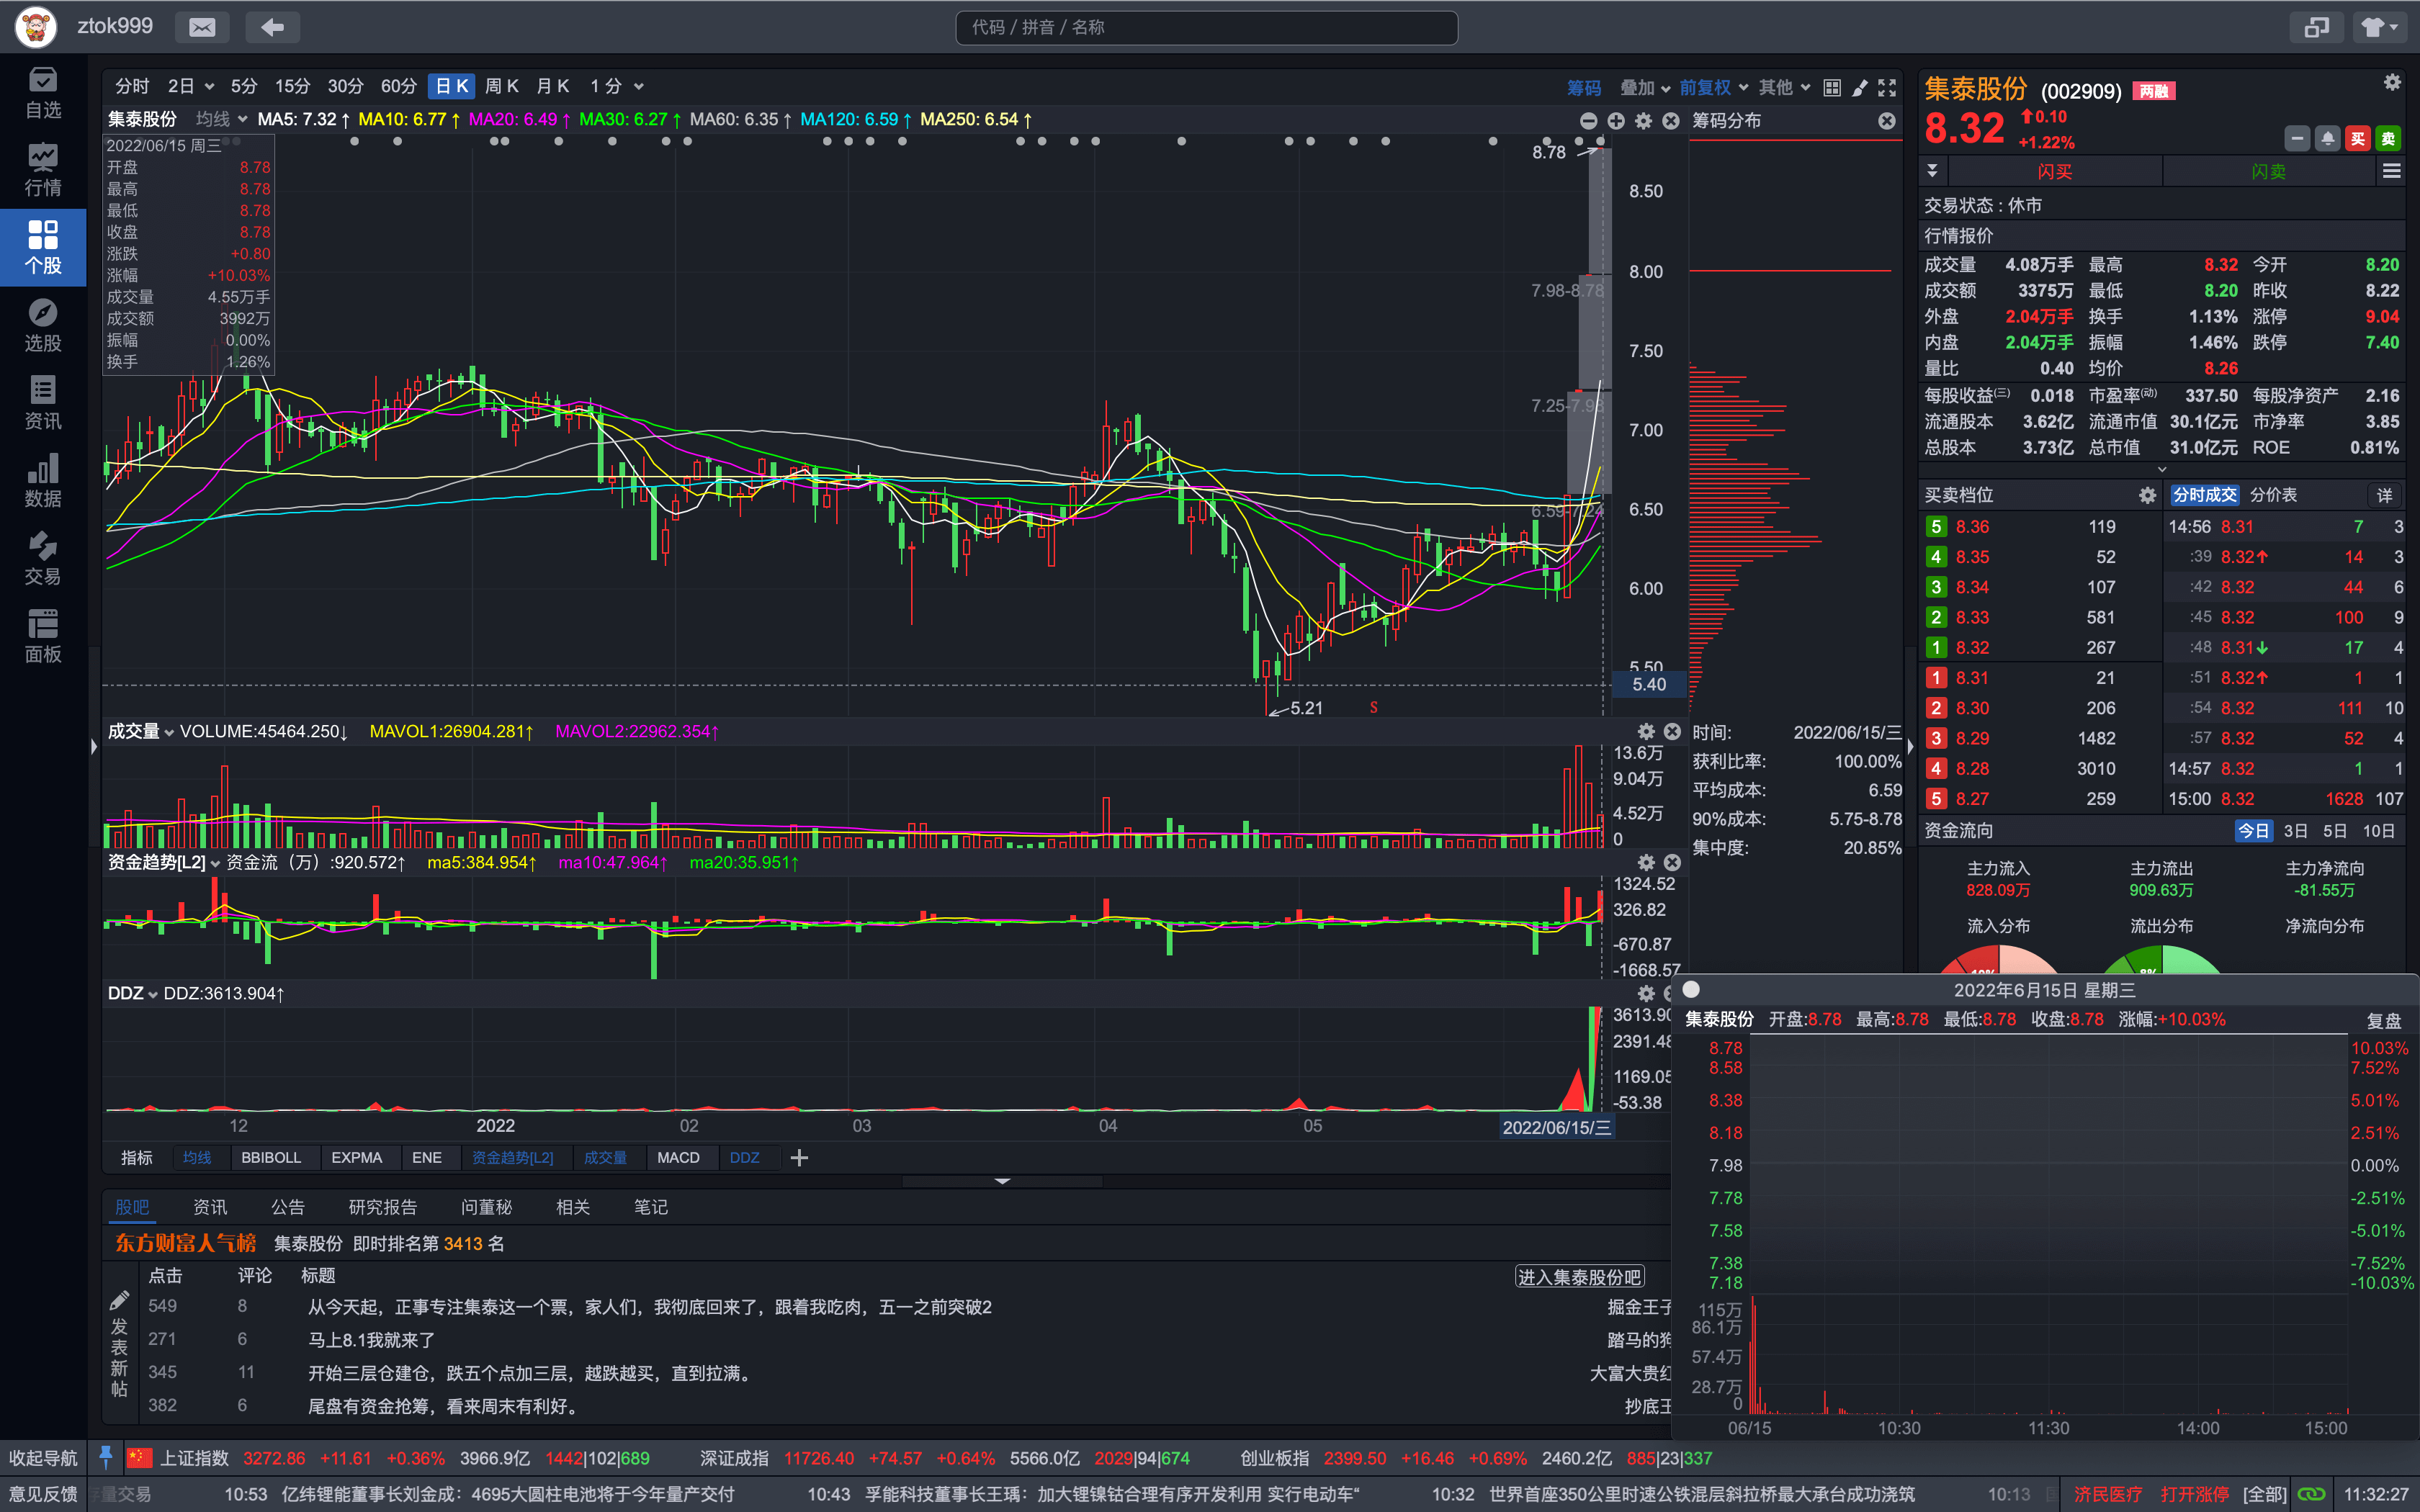 ztok999
代码 / 拼音 / 名称
自选
行情
个股
选股
资讯
数据
交易
面板
分时 2日 5分 15分 30分 60分 日K 周K 月K 1分 筹码 叠加 前复权 其他
集泰股份 均线 MA5: 7.32↑ MA10: 6.77↑ MA20: 6.49↑ MA30: 6.27↑ MA60: 6.35↑ MA120: 6.59↑ MA250: 6.54↑
2022/06/15 周三
开盘 8.78
最高 8.78
最低 8.78
收盘 8.78
涨跌 +0.80
涨幅 +10.03%
成交量 4.55万手
成交额 3992万
振幅 0.00%
换手 1.26%
8.78
8.50
8.00
7.98-8.78
7.50
7.00
6.50
6.59-7.24
6.00
5.50
5.40
5.21
S
筹码分布
时间: 2022/06/15/三
获利比率: 100.00%
平均成本: 6.59
90%成本: 5.75-8.78
集中度: 20.85%
成交量 VOLUME:45464.250↓ MAVOL1:26904.281↑ MAVOL2:22962.354↑
13.6万
9.04万
4.52万
0
资金趋势[L2] 资金流（万）:920.572↑ ma5:384.954↑ ma10:47.964↑ ma20:35.951↑
1324.52
326.82
-670.87
-1668.57
DDZ DDZ:3613.904↑
3613.90
2391.48
1169.05
-53.38
12 2022 02 03 04 05 2022/06/15/三
指标 均线 BBIBOLL EXPMA ENE 资金趋势[L2] 成交量 MACD DDZ
股吧 资讯 公告 研究报告 问董秘 相关 笔记
东方财富人气榜 集泰股份 即时排名第 3413 名
点击 评论 标题 进入集泰股份吧
发表新帖
549 8 从今天起，正事专注集泰这一个票，家人们，我彻底回来了，跟着我吃肉，五一之前突破2 掘金王子
271 6 马上8.1我就来了 踏马的狗
345 11 开始三层仓建仓，跌五个点加三层，越跌越买，直到拉满。 大富大贵红
382 6 尾盘有资金抢筹，看来周末有利好。 抄底王
集泰股份 (002909) 两融
8.32 ↑0.10
+1.22%
买 卖
闪买 闪卖
交易状态 : 休市
行情报价
成交量 4.08万手 最高 8.32 今开 8.20
成交额 3375万 最低 8.20 昨收 8.22
外盘 2.04万手 换手 1.13% 涨停 9.04
内盘 2.04万手 振幅 1.46% 跌停 7.40
量比 0.40 均价 8.26
每股收益(三) 0.018 市盈率(动) 337.50 每股净资产 2.16
流通股本 3.62亿 流通市值 30.1亿元 市净率 3.85
总股本 3.73亿 总市值 31.0亿元 ROE 0.81%
买卖档位 分时成交 分价表 详
5 8.36 119
4 8.35 52
3 8.34 107
2 8.33 581
1 8.32 267
1 8.31 21
2 8.30 206
3 8.29 1482
4 8.28 3010
5 8.27 259
14:56 8.31 7 3
:39 8.32↑ 14 3
:42 8.32 44 6
:45 8.32 100 9
:48 8.31↓ 17 4
:51 8.32↑ 1 1
:54 8.32 111 10
:57 8.32 52 4
14:57 8.32 1 1
15:00 8.32 1628 107
资金流向 今日 3日 5日 10日
主力流入 主力流出 主力净流向
828.09万 909.63万 -81.55万
流入分布 流出分布 净流向分布
2022年6月15日 星期三
集泰股份 开盘:8.78 最高:8.78 最低:8.78 收盘:8.78 涨幅:+10.03% 复盘
8.78 10.03%
8.58 7.52%
8.38 5.01%
8.18 2.51%
7.98 0.00%
7.78 -2.51%
7.58 -5.01%
7.38 -7.52%
7.18 -10.03%
115万
86.1万
57.4万
28.7万
0
06/15 10:30 11:30 14:00 15:00
收起导航 上证指数 3272.86 +11.61 +0.36% 3966.9亿 1442|102|689 深证成指 11726.40 +74.57 +0.64% 5566.0亿 2029|94|674 创业板指 2399.50 +16.46 +0.69% 2460.2亿 885|23|337
意见反馈 量交易 10:53 亿纬锂能董事长刘金成：4695大圆柱电池将于今年量产交付 10:43 孚能科技董事长王瑀：加大锂镍钴合理有序开发利用 实行电动车“ 10:32 世界首座350公里时速公铁混层斜拉桥最大承台成功浇筑 10:13 济民医疗 打开涨停 [全部] 11:32:27